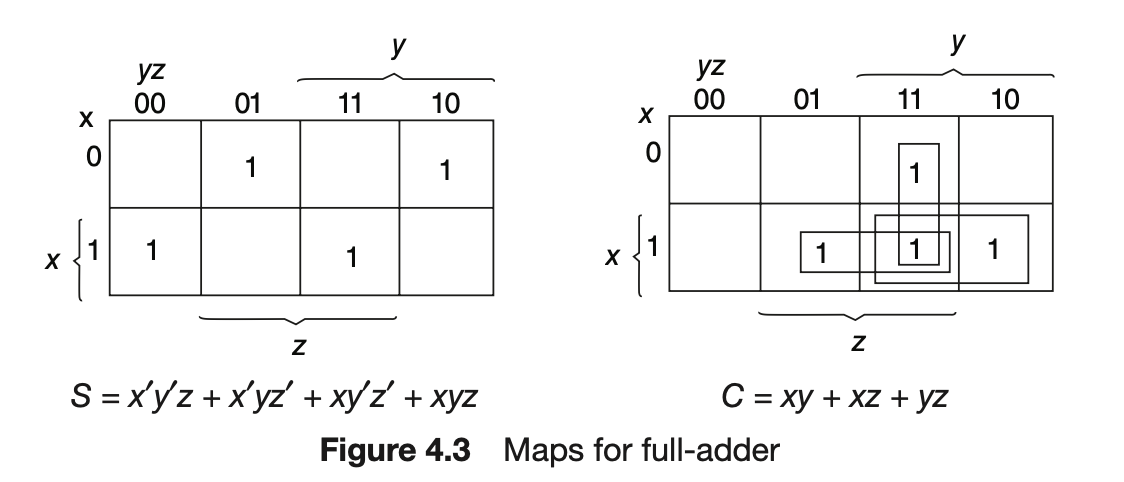 y
yz
x 00 01 11 10
0 1 1
x 1 1 1
z
S = x′y′z + x′yz′ + xy′z′ + xyz
y
yz
x 00 01 11 10
0 1
x 1 1 1 1
z
C = xy + xz + yz
Figure 4.3 Maps for full-adder